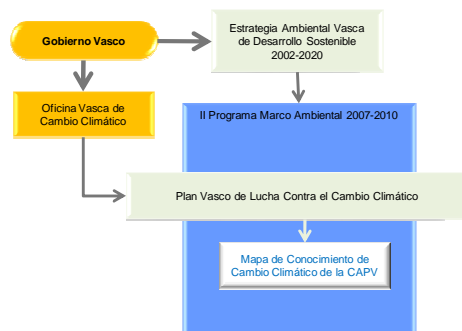 Gobierno Vasco
Estrategia Ambiental Vasca
de Desarrollo Sostenible
2002-2020
Oficina Vasca de
Cambio Climático
II Programa Marco Ambiental 2007-2010
Plan Vasco de Lucha Contra el Cambio Climático
Mapa de Conocimiento de
Cambio Climático de la CAPV